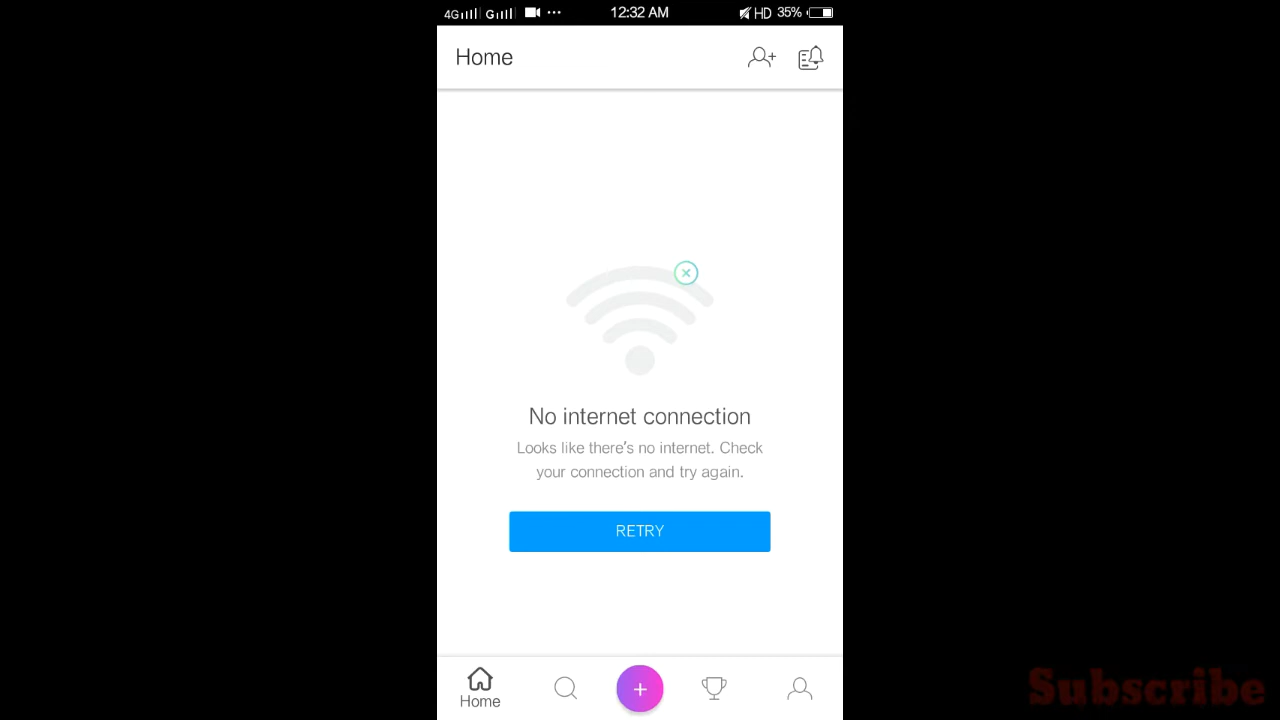 4G G ... 12:32 AM HD 35%
Home
No internet connection
Looks like there's no internet. Check
your connection and try again.
RETRY
Home
Subscribe